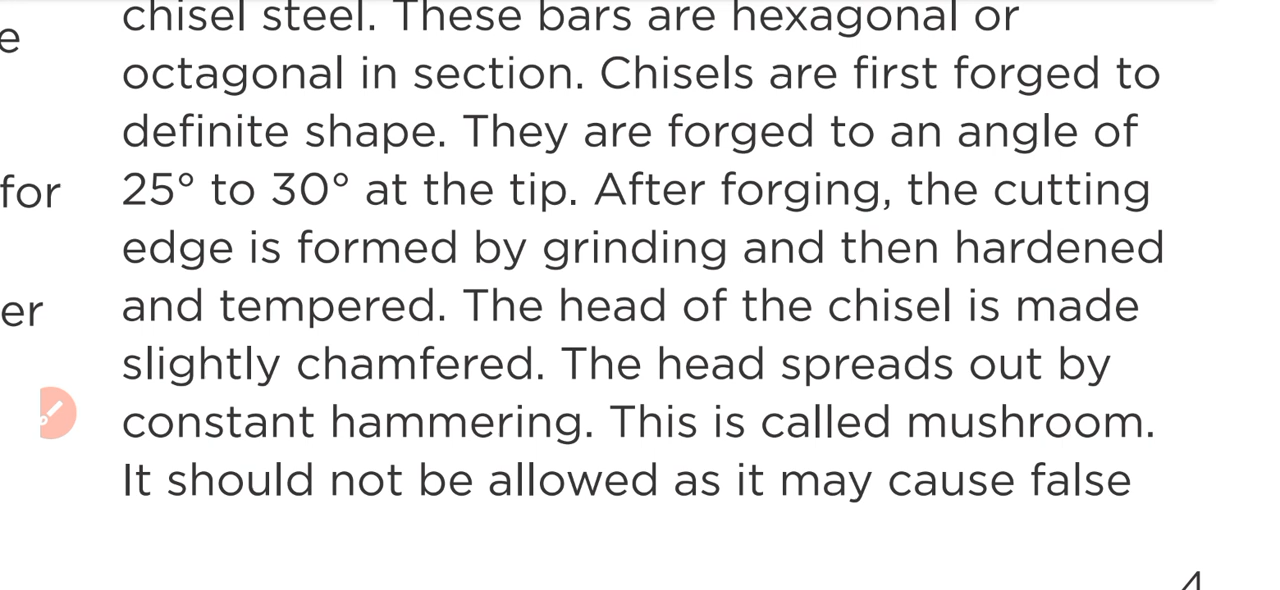 chisel steel. These bars are hexagonal or
e
octagonal in section. Chisels are first forged to
definite shape. They are forged to an angle of
for
25° to 30° at the tip. After forging, the cutting
edge is formed by grinding and then hardened
er
and tempered. The head of the chisel is made
slightly chamfered. The head spreads out by
constant hammering. This is called mushroom.
It should not be allowed as it may cause false
4